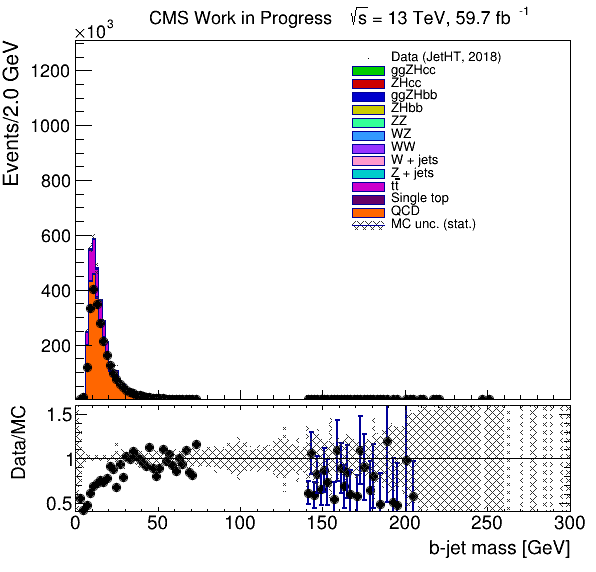 CMS Work in Progress √s = 13 TeV, 59.7 fb -1
×10³
Events/2.0 GeV
1200
1000
800
600
400
200
Data (JetHT, 2018)
ggZHcc
ZHcc
ggZHbb
ZHbb
ZZ
WZ
WW
W + jets
Z + jets
tt̄
Single top
QCD
MC unc. (stat.)
Data/MC
1.5
1
0.5
0 50 100 150 200 250 300
b-jet mass [GeV]